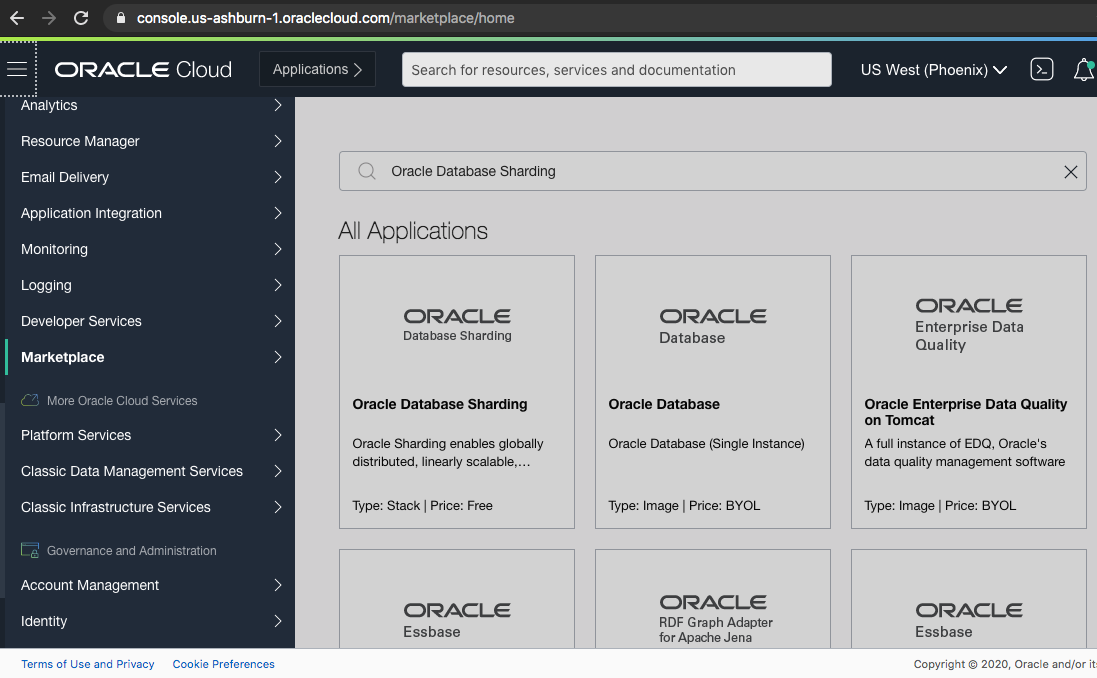 console.us-ashburn-1.oraclecloud.com/marketplace/home
ORACLE Cloud
Applications
Search for resources, services and documentation
US West (Phoenix)
Analytics
Resource Manager
Email Delivery
Application Integration
Monitoring
Logging
Developer Services
Marketplace
More Oracle Cloud Services
Platform Services
Classic Data Management Services
Classic Infrastructure Services
Governance and Administration
Account Management
Identity
Oracle Database Sharding
All Applications
ORACLE
Database Sharding
Oracle Database Sharding
Oracle Sharding enables globally
distributed, linearly scalable,...
Type: Stack | Price: Free
ORACLE
Database
Oracle Database
Oracle Database (Single Instance)
Type: Image | Price: BYOL
ORACLE
Enterprise Data
Quality
Oracle Enterprise Data Quality
on Tomcat
A full instance of EDQ, Oracle's
data quality management software
Type: Image | Price: BYOL
ORACLE
Essbase
ORACLE
RDF Graph Adapter
for Apache Jena
ORACLE
Essbase
Terms of Use and Privacy
Cookie Preferences
Copyright © 2020, Oracle and/or